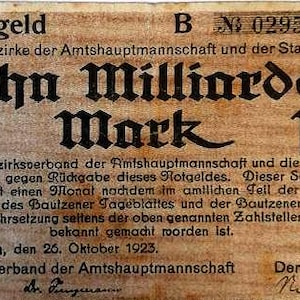 geld B № 0293
zirke der Amtshauptmannschaft und der Sta
hn Milliarde
Mark
zirksverband der Amtshauptmannschaft und die
gegen Rückgabe dieses Notgeldes. Dieser S
t einen Monat nachdem im amtlichen Teil der
des Bautzener Tageblattes und der Bautzener
hrsetzung seitens der oben genannten Zahlstelle
bekannt gemacht worden ist.
, den 26. Oktober 1923.
verband der Amtshauptmannschaft Der
Dr.